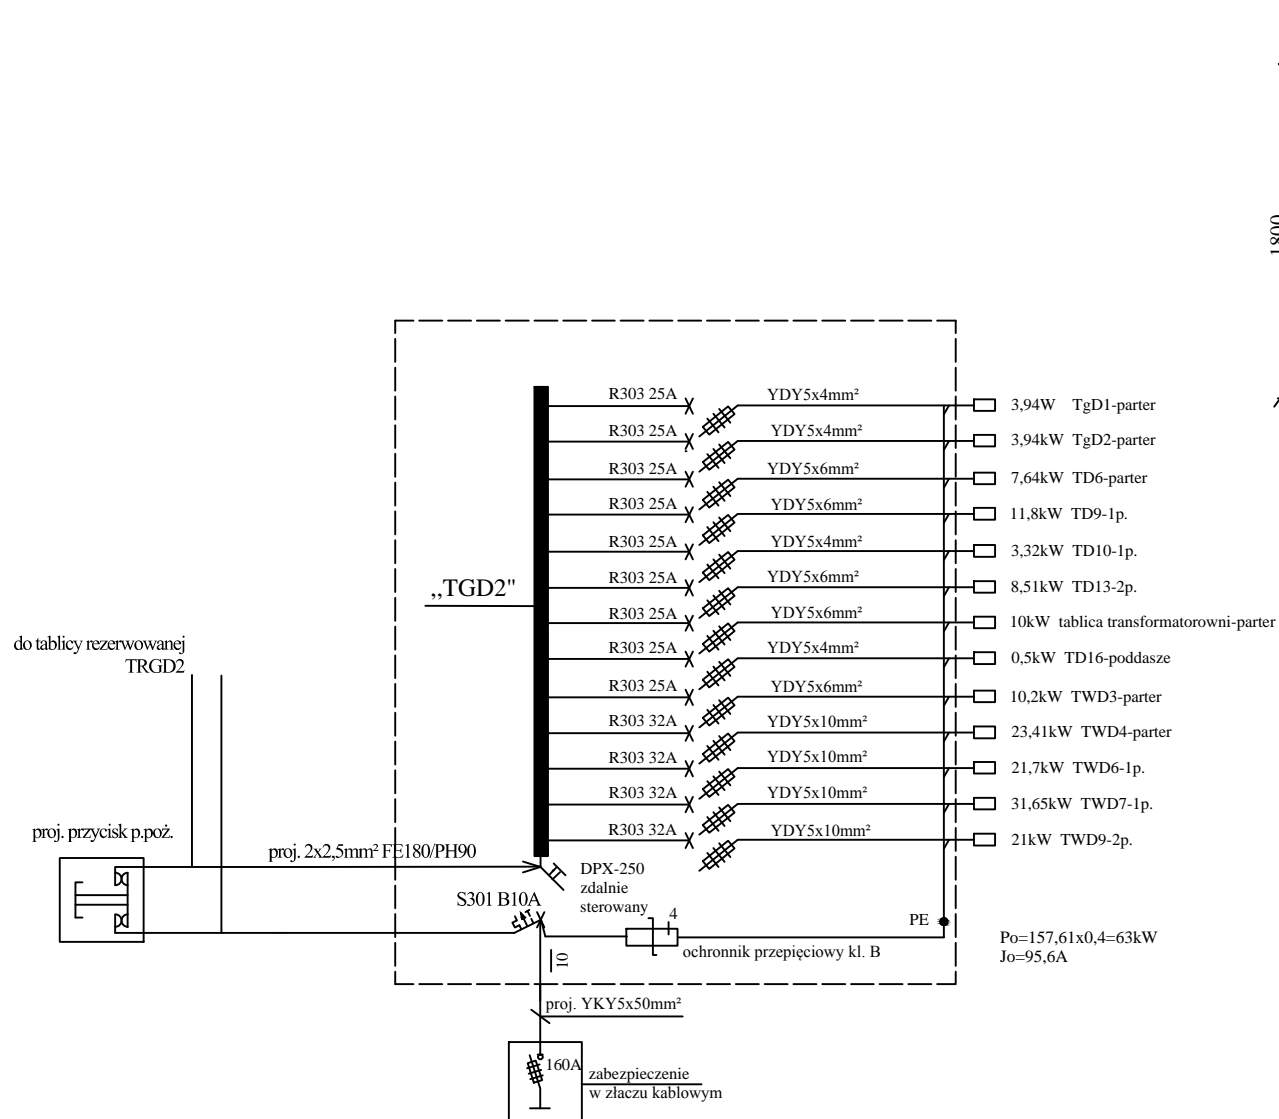 1800
R303 25A YDY5x4mm² 3,94W TgD1-parter
R303 25A YDY5x4mm² 3,94kW TgD2-parter
R303 25A YDY5x6mm² 7,64kW TD6-parter
R303 25A YDY5x6mm² 11,8kW TD9-1p.
R303 25A YDY5x4mm² 3,32kW TD10-1p.
R303 25A YDY5x6mm² 8,51kW TD13-2p.
,,TGD2"
R303 25A YDY5x6mm² 10kW tablica transformatorowni-parter
R303 25A YDY5x4mm² 0,5kW TD16-poddasze
R303 25A YDY5x6mm² 10,2kW TWD3-parter
R303 32A YDY5x10mm² 23,41kW TWD4-parter
R303 32A YDY5x10mm² 21,7kW TWD6-1p.
R303 32A YDY5x10mm² 31,65kW TWD7-1p.
R303 32A YDY5x10mm² 21kW TWD9-2p.
do tablicy rezerwowanej
TRGD2
proj. przycisk p.poż.
proj. 2x2,5mm² FE180/PH90
DPX-250
zdalnie
sterowany
S301 B10A
4
PE
ochronnik przepięciowy kl. B
10
Po=157,61x0,4=63kW
Jo=95,6A
proj. YKY5x50mm²
160A
zabezpieczenie
w złaczu kablowym